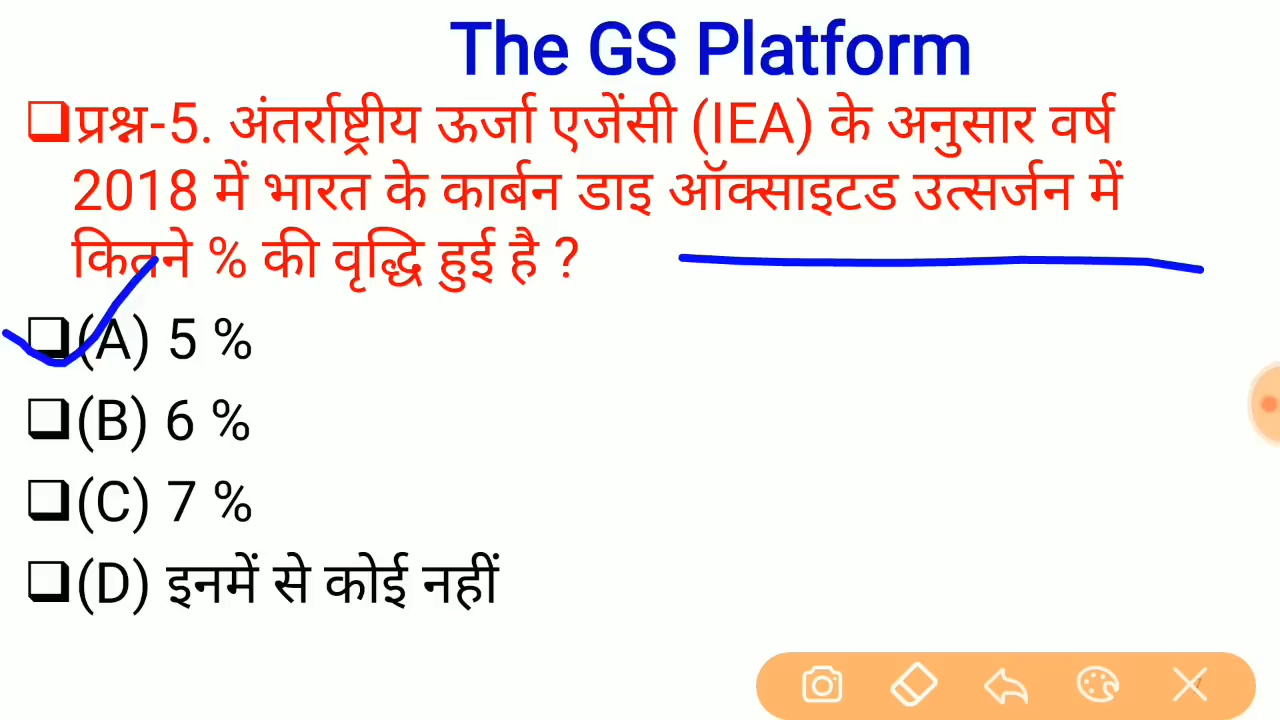 The GS Platform
❑प्रश्न-5. अंतर्राष्ट्रीय ऊर्जा एजेंसी (IEA) के अनुसार वर्ष
2018 में भारत के कार्बन डाइ ऑक्साइटड उत्सर्जन में
कितने % की वृद्धि हुई है ?
❑(A) 5 %
❑(B) 6 %
❑(C) 7 %
❑(D) इनमें से कोई नहीं